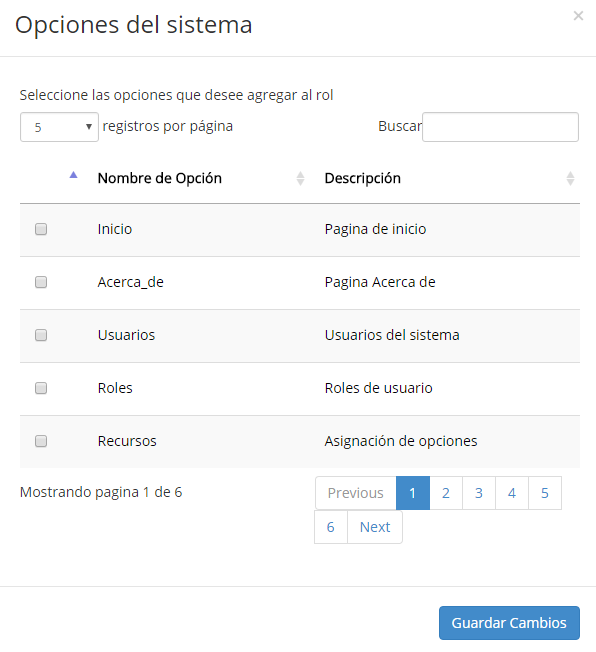 Opciones del sistema
×
Seleccione las opciones que desee agregar al rol
5 registros por página Buscar
Nombre de Opción Descripción
Inicio Pagina de inicio
Acerca_de Pagina Acerca de
Usuarios Usuarios del sistema
Roles Roles de usuario
Recursos Asignación de opciones
Mostrando pagina 1 de 6 Previous 1 2 3 4 5
6 Next
Guardar Cambios